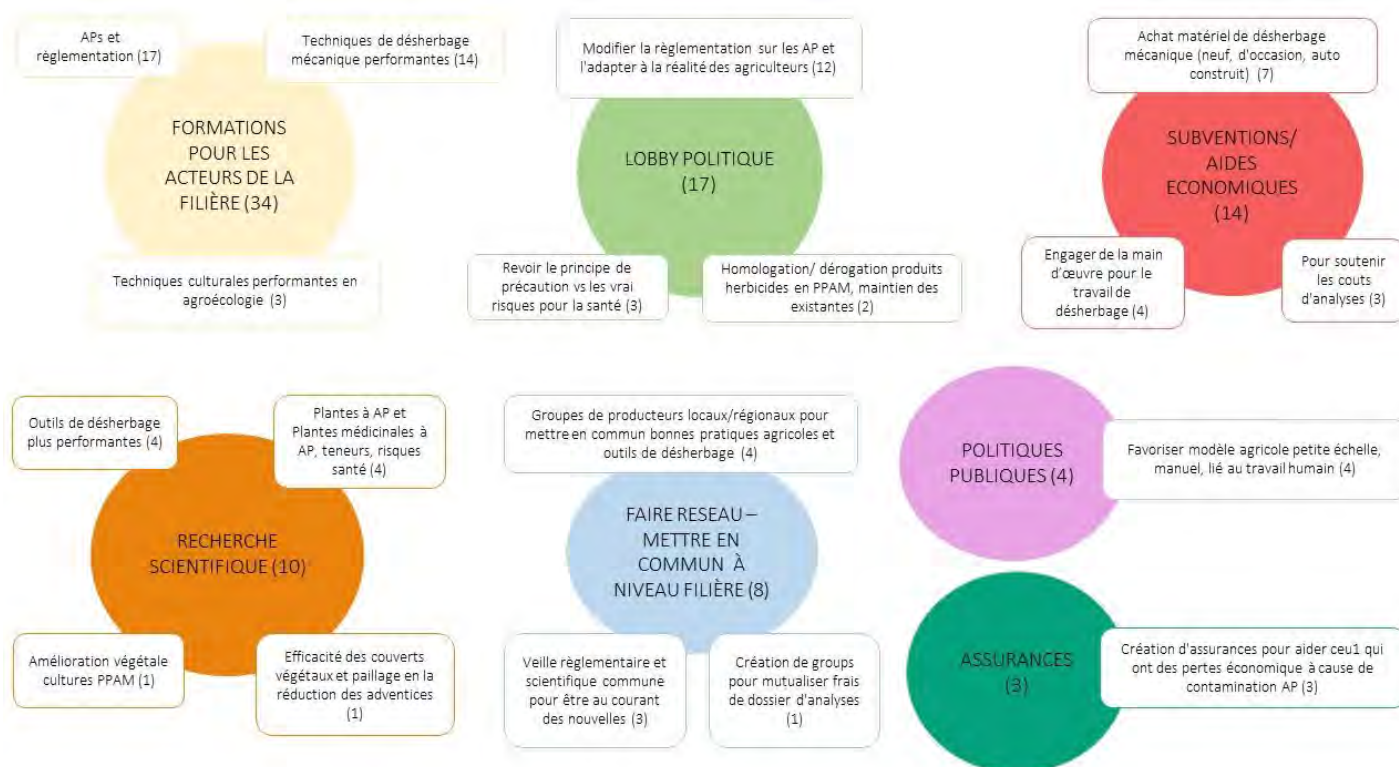 APs et
règlementation (17)
Techniques de désherbage
mécanique performantes (14)
FORMATIONS
POUR LES
ACTEURS DE LA
FILIÈRE (34)
Techniques culturales performantes en
agroécologie (3)
Modifier la règlementation sur les AP et
l'adapter à la réalité des agriculteurs (12)
LOBBY POLITIQUE
(17)
Revoir le principe de
précaution vs les vrai
risques pour la santé (3)
Homologation/ dérogation produits
herbicides en PPAM, maintien des
existantes (2)
Achat matériel de désherbage
mécanique (neuf, d'occasion, auto
construit) (7)
SUBVENTIONS/
AIDES
ECONOMIQUES
(14)
Engager de la main
d'œuvre pour le
travail de
désherbage (4)
Pour soutenir
les couts
d'analyses (3)
Outils de désherbage
plus performantes (4)
Plantes à AP et
Plantes médicinales à
AP, teneurs, risques
santé (4)
RECHERCHE
SCIENTIFIQUE (10)
Amélioration végétale
cultures PPAM (1)
Efficacité des couverts
végétaux et paillage en la
réduction des adventices
(1)
Groupes de producteurs locaux/régionaux pour
mettre en commun bonnes pratiques agricoles et
outils de désherbage (4)
FAIRE RESEAU –
METTRE EN
COMMUN À
NIVEAU FILIÈRE (8)
Veille règlementaire et
scientifique commune
pour être au courant
des nouvelles (3)
Création de groups
pour mutualiser frais
de dossier d'analyses
(1)
POLITIQUES
PUBLIQUES (4)
Favoriser modèle agricole petite échelle,
manuel, lié au travail humain (4)
ASSURANCES
(3)
Création d'assurances pour aider ceu1 qui
ont des pertes économique à cause de
contamination AP (3)